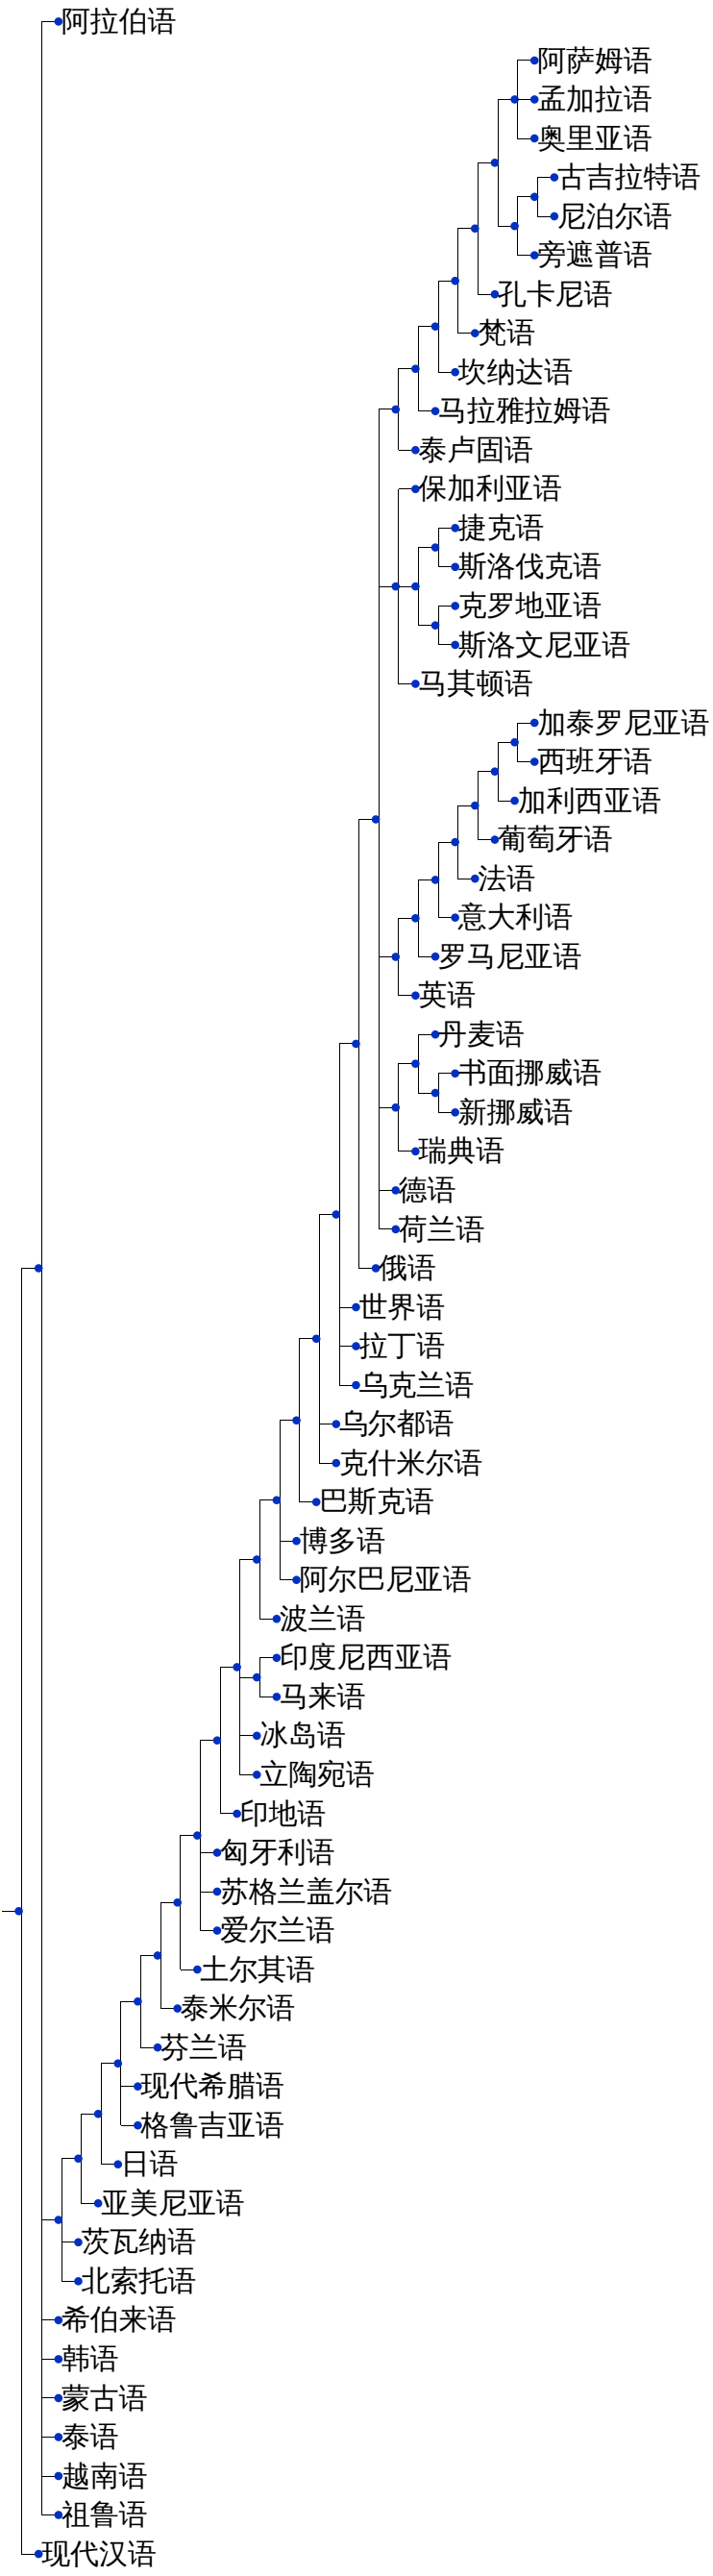 阿拉伯语
阿萨姆语
孟加拉语
奥里亚语
古吉拉特语
尼泊尔语
旁遮普语
孔卡尼语
梵语
坎纳达语
马拉雅拉姆语
泰卢固语
保加利亚语
捷克语
斯洛伐克语
克罗地亚语
斯洛文尼亚语
马其顿语
加泰罗尼亚语
西班牙语
加利西亚语
葡萄牙语
法语
意大利语
罗马尼亚语
英语
丹麦语
书面挪威语
新挪威语
瑞典语
德语
荷兰语
俄语
世界语
拉丁语
乌克兰语
乌尔都语
克什米尔语
巴斯克语
博多语
阿尔巴尼亚语
波兰语
印度尼西亚语
马来语
冰岛语
立陶宛语
印地语
匈牙利语
苏格兰盖尔语
爱尔兰语
土尔其语
泰米尔语
芬兰语
现代希腊语
格鲁吉亚语
日语
亚美尼亚语
茨瓦纳语
北索托语
希伯来语
韩语
蒙古语
泰语
越南语
祖鲁语
现代汉语